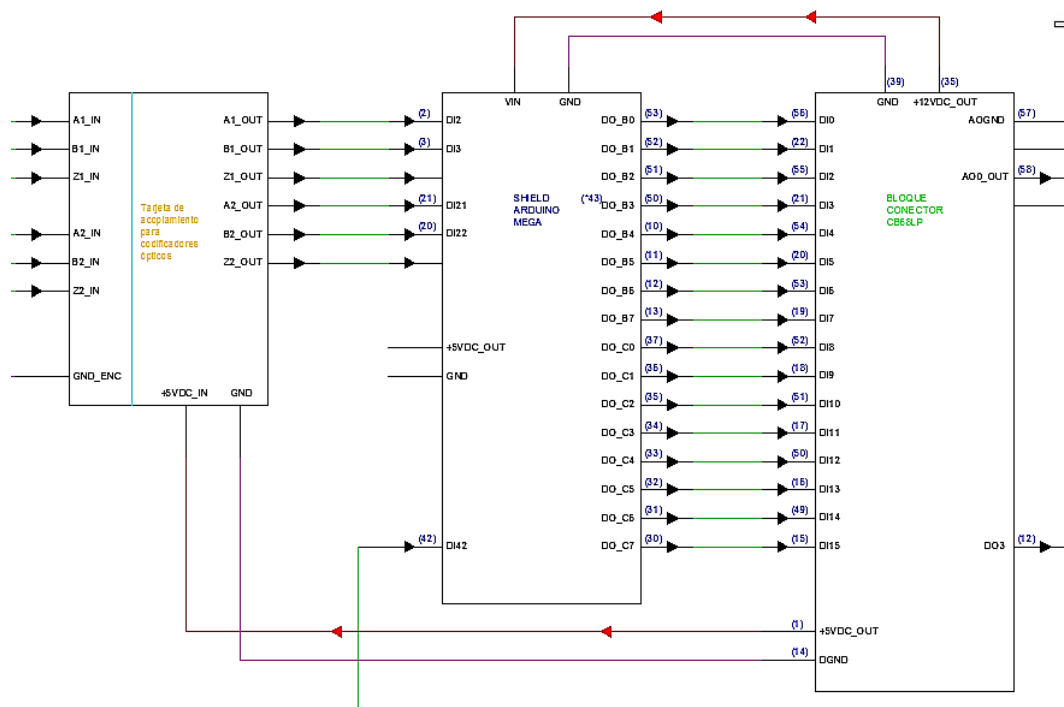 (39)
(35)
VIN
GND
GND
+12VDC_OUT
A1_IN
A1_OUT
(2)
DI2
DO_B0
(53)
(56)
DI0
AOGND
(57)
B1_IN
B1_OUT
(3)
DI3
DO_B1
(52)
(22)
DI1
Z1_IN
Z1_OUT
DO_B2
(51)
(55)
DI2
AO0_OUT
(58)
Tarjeta de
acoplamiento
para
codificadores
ópticos
A2_OUT
(21)
DI21
SHIELD
ARDUINO
MEGA
(*43)
DO_B3
(50)
(21)
DI3
BLOQUE
CONECTOR
CB68LP
A2_IN
B2_OUT
(20)
DI22
DO_B4
(10)
(54)
DI4
B2_IN
Z2_OUT
DO_B5
(11)
(20)
DI5
Z2_IN
DO_B6
(12)
(53)
DI6
DO_B7
(13)
(19)
DI7
+5VDC_OUT
DO_C0
(37)
(52)
DI8
GND_ENC
GND
DO_C1
(36)
(18)
DI9
+5VDC_IN
GND
DO_C2
(35)
(51)
DI10
DO_C3
(34)
(17)
DI11
DO_C4
(33)
(50)
DI12
DO_C5
(32)
(16)
DI13
DO_C6
(31)
(49)
DI14
(42)
DI42
DO_C7
(30)
(15)
DI15
DO3
(12)
(1)
+5VDC_OUT
(14)
DGND